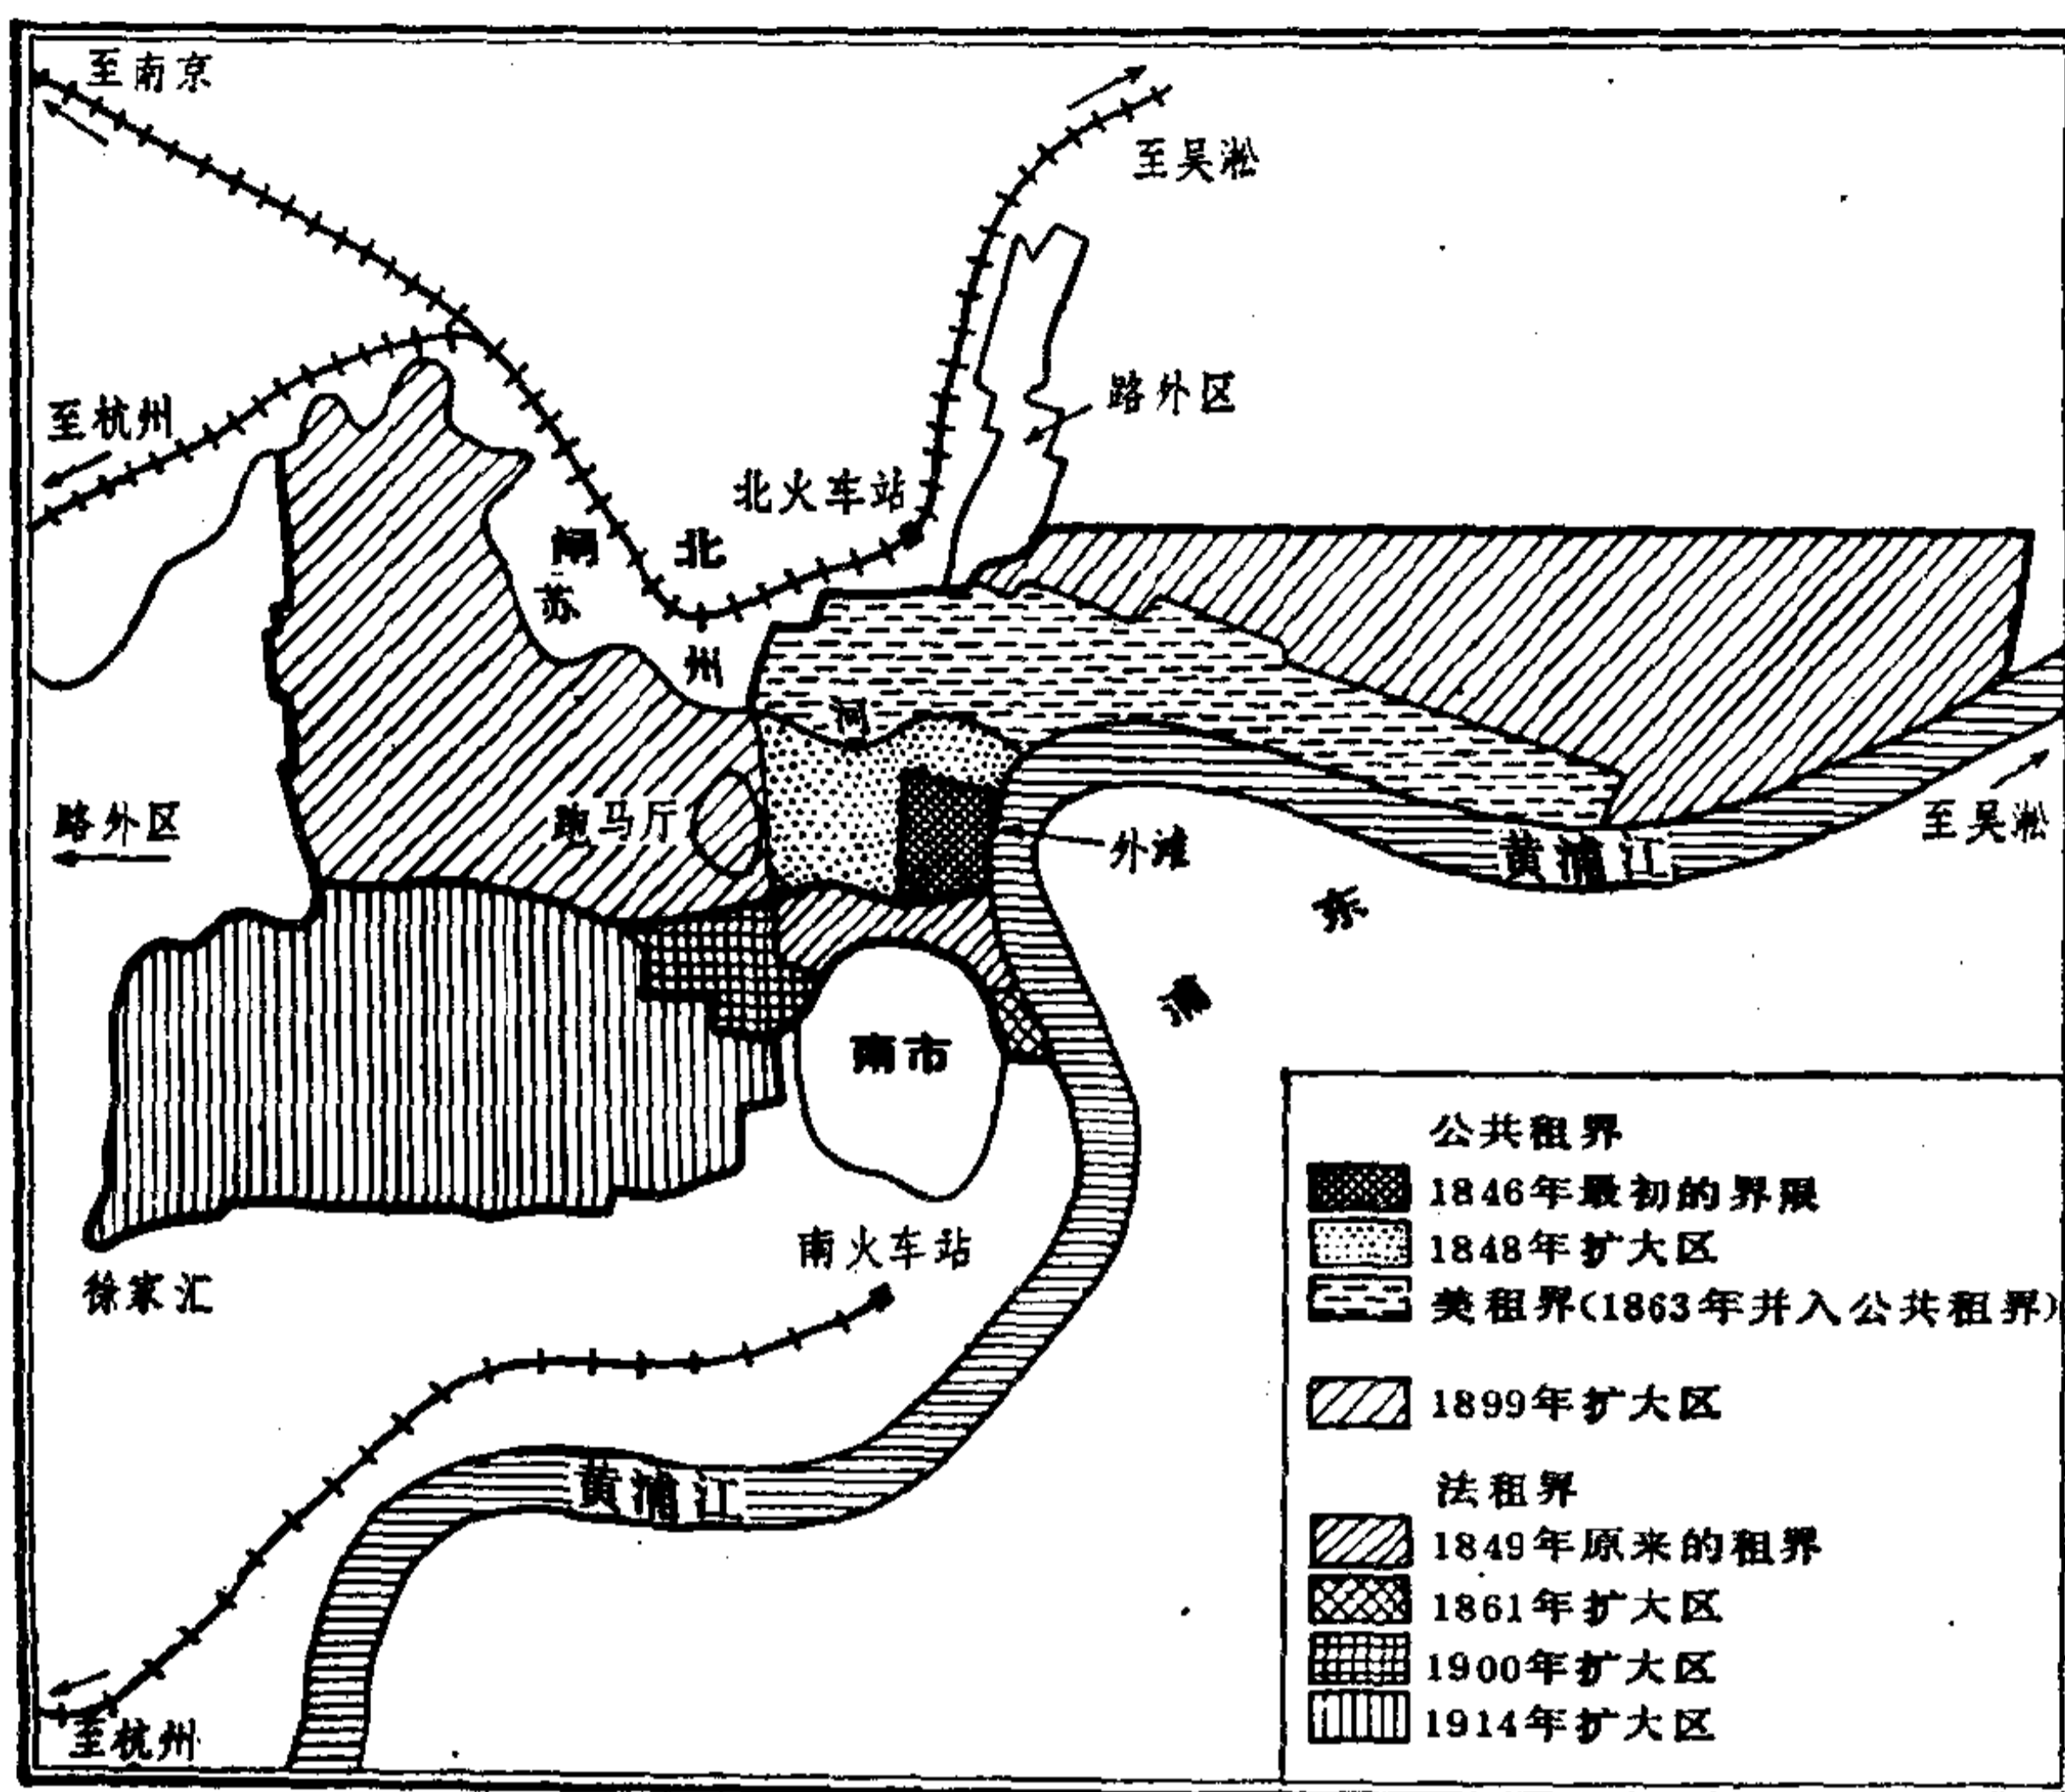 至南京
至吴淞
至杭州
路外区
北火车站
闸北
苏州河
跑马厅
路外区
外滩
黄浦江
至吴淞
浦东
南市
徐家汇
南火车站
黄浦江
至杭州
公共租界
1846年最初的界限
1848年扩大区
美租界(1863年并入公共租界)
1899年扩大区
法租界
1849年原来的租界
1861年扩大区
1900年扩大区
1914年扩大区